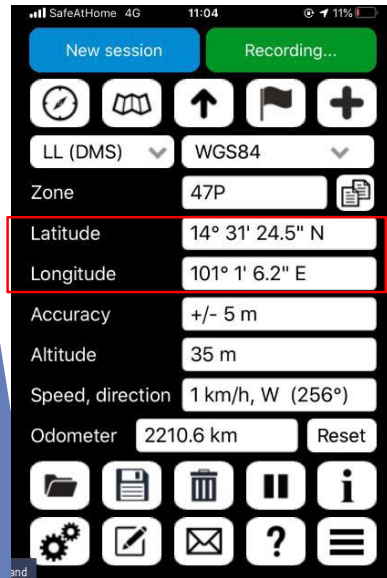 SafeAtHome 4G 11:04 11%
New session Recording...
LL (DMS) WGS84
Zone 47P
Latitude 14° 31' 24.5" N
Longitude 101° 1' 6.2" E
Accuracy +/- 5 m
Altitude 35 m
Speed, direction 1 km/h, W (256°)
Odometer 2210.6 km Reset
i
?
and